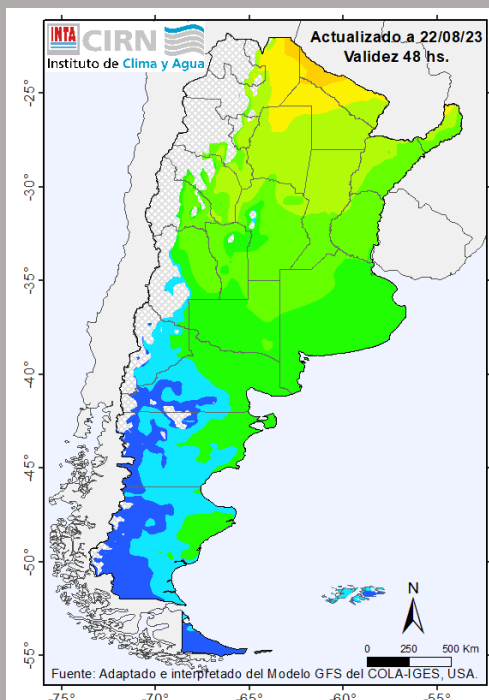 INTA CIRN
Instituto de Clima y Agua
Actualizado a 22/08/23
Validez 48 hs.
-25°
-30°
-35°
-40°
-45°
-50°
-55°
N
0 250 500 Km
Fuente: Adaptado e interpretado del Modelo GFS del COLA-IGES, USA.
-75° -70° -65° -60° -55°